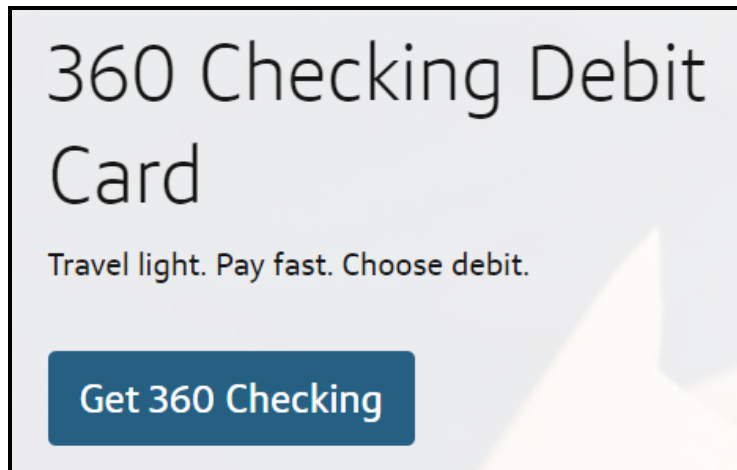 360 Checking Debit
Card
Travel light. Pay fast. Choose debit.
Get 360 Checking